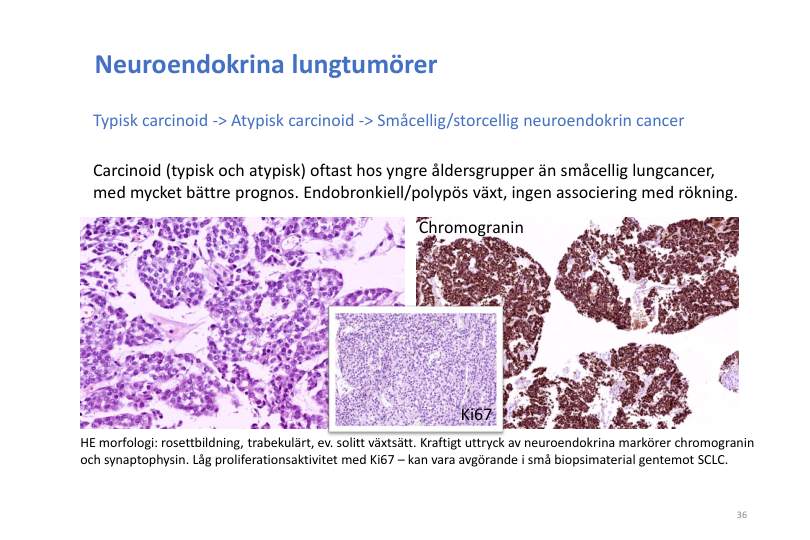 Neuroendokrina lungtumörer
Typisk carcinoid -> Atypisk carcinoid -> Småcellig/storcellig neuroendokrin cancer
Carcinoid (typisk och atypisk) oftast hos yngre åldersgrupper än småcellig lungcancer,
med mycket bättre prognos. Endobronkiell/polypös växt, ingen associering med rökning.
Chromogranin
Ki67
HE morfologi: rosettbildning, trabekulärt, ev. solitt växtsätt. Kraftigt uttryck av neuroendokrina markörer chromogranin
och synaptophysin. Låg proliferationsaktivitet med Ki67 – kan vara avgörande i små biopsimaterial gentemot SCLC.
36